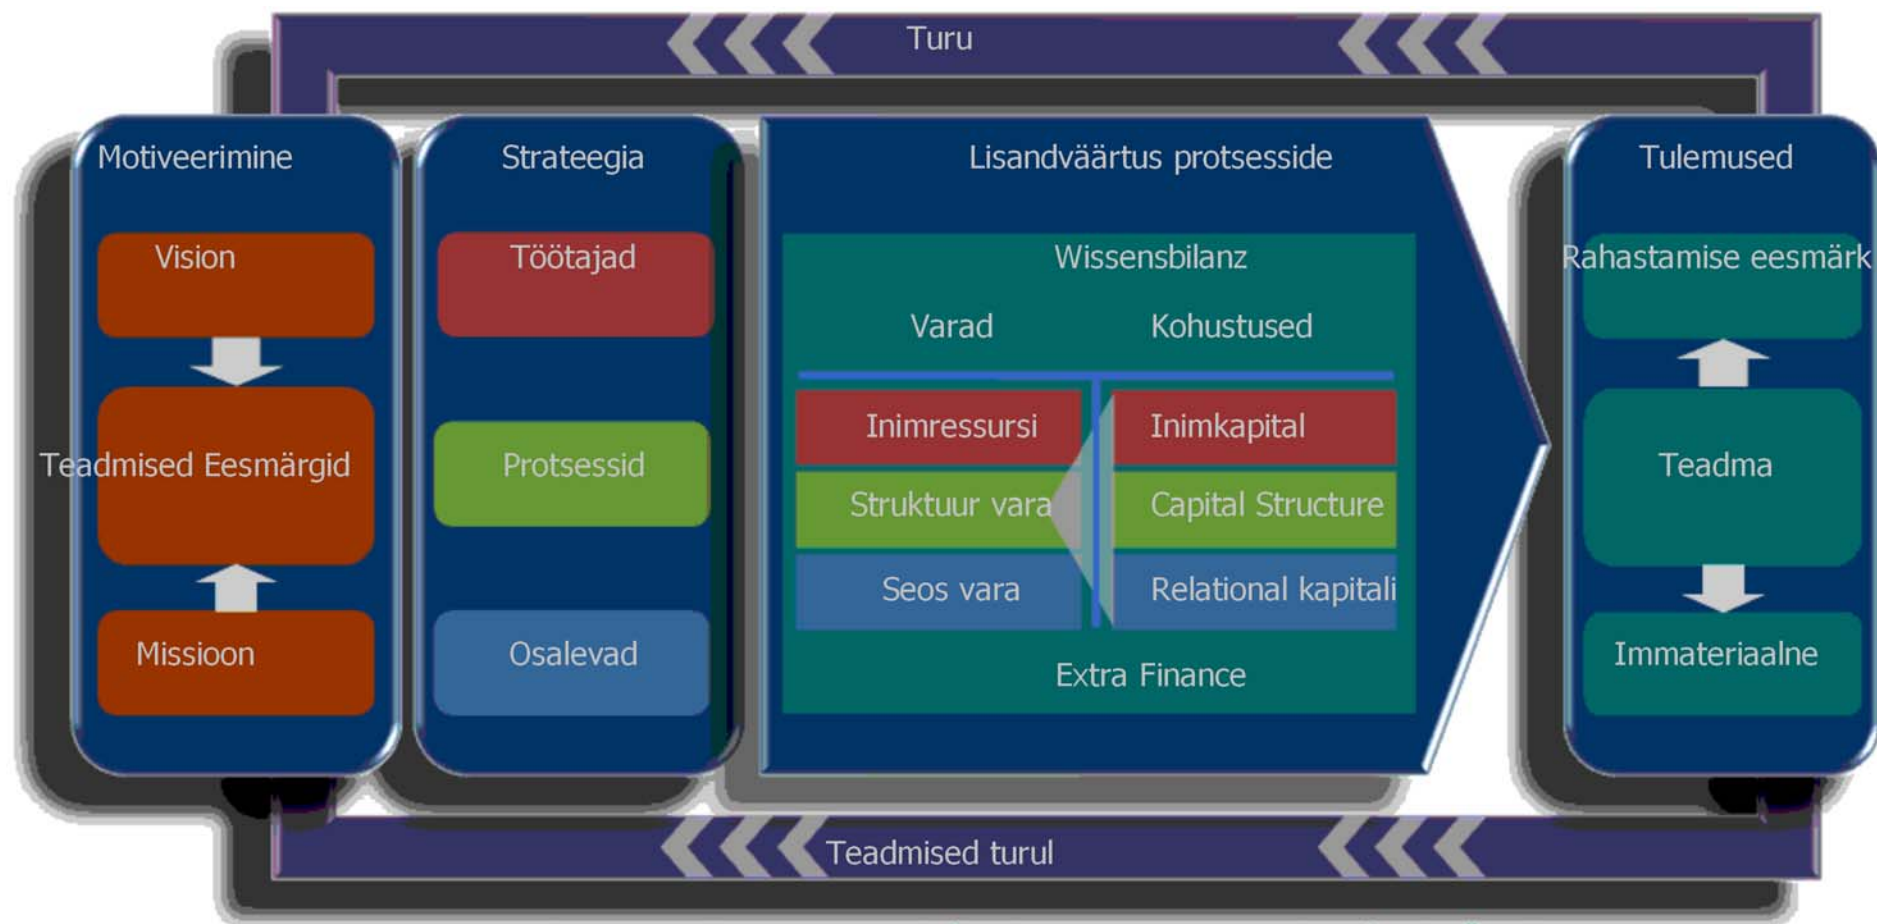 Turu
Motiveerimine
Vision
Teadmised Eesmärgid
Missioon
Strateegia
Töötajad
Protsessid
Osalevad
Lisandväärtus protsesside
Wissensbilanz
Varad
Kohustused
Inimressursi
Inimkapital
Struktuur vara
Capital Structure
Seos vara
Relational kapitali
Extra Finance
Tulemused
Rahastamise eesmärk
Teadma
Immateriaalne
Teadmised turul